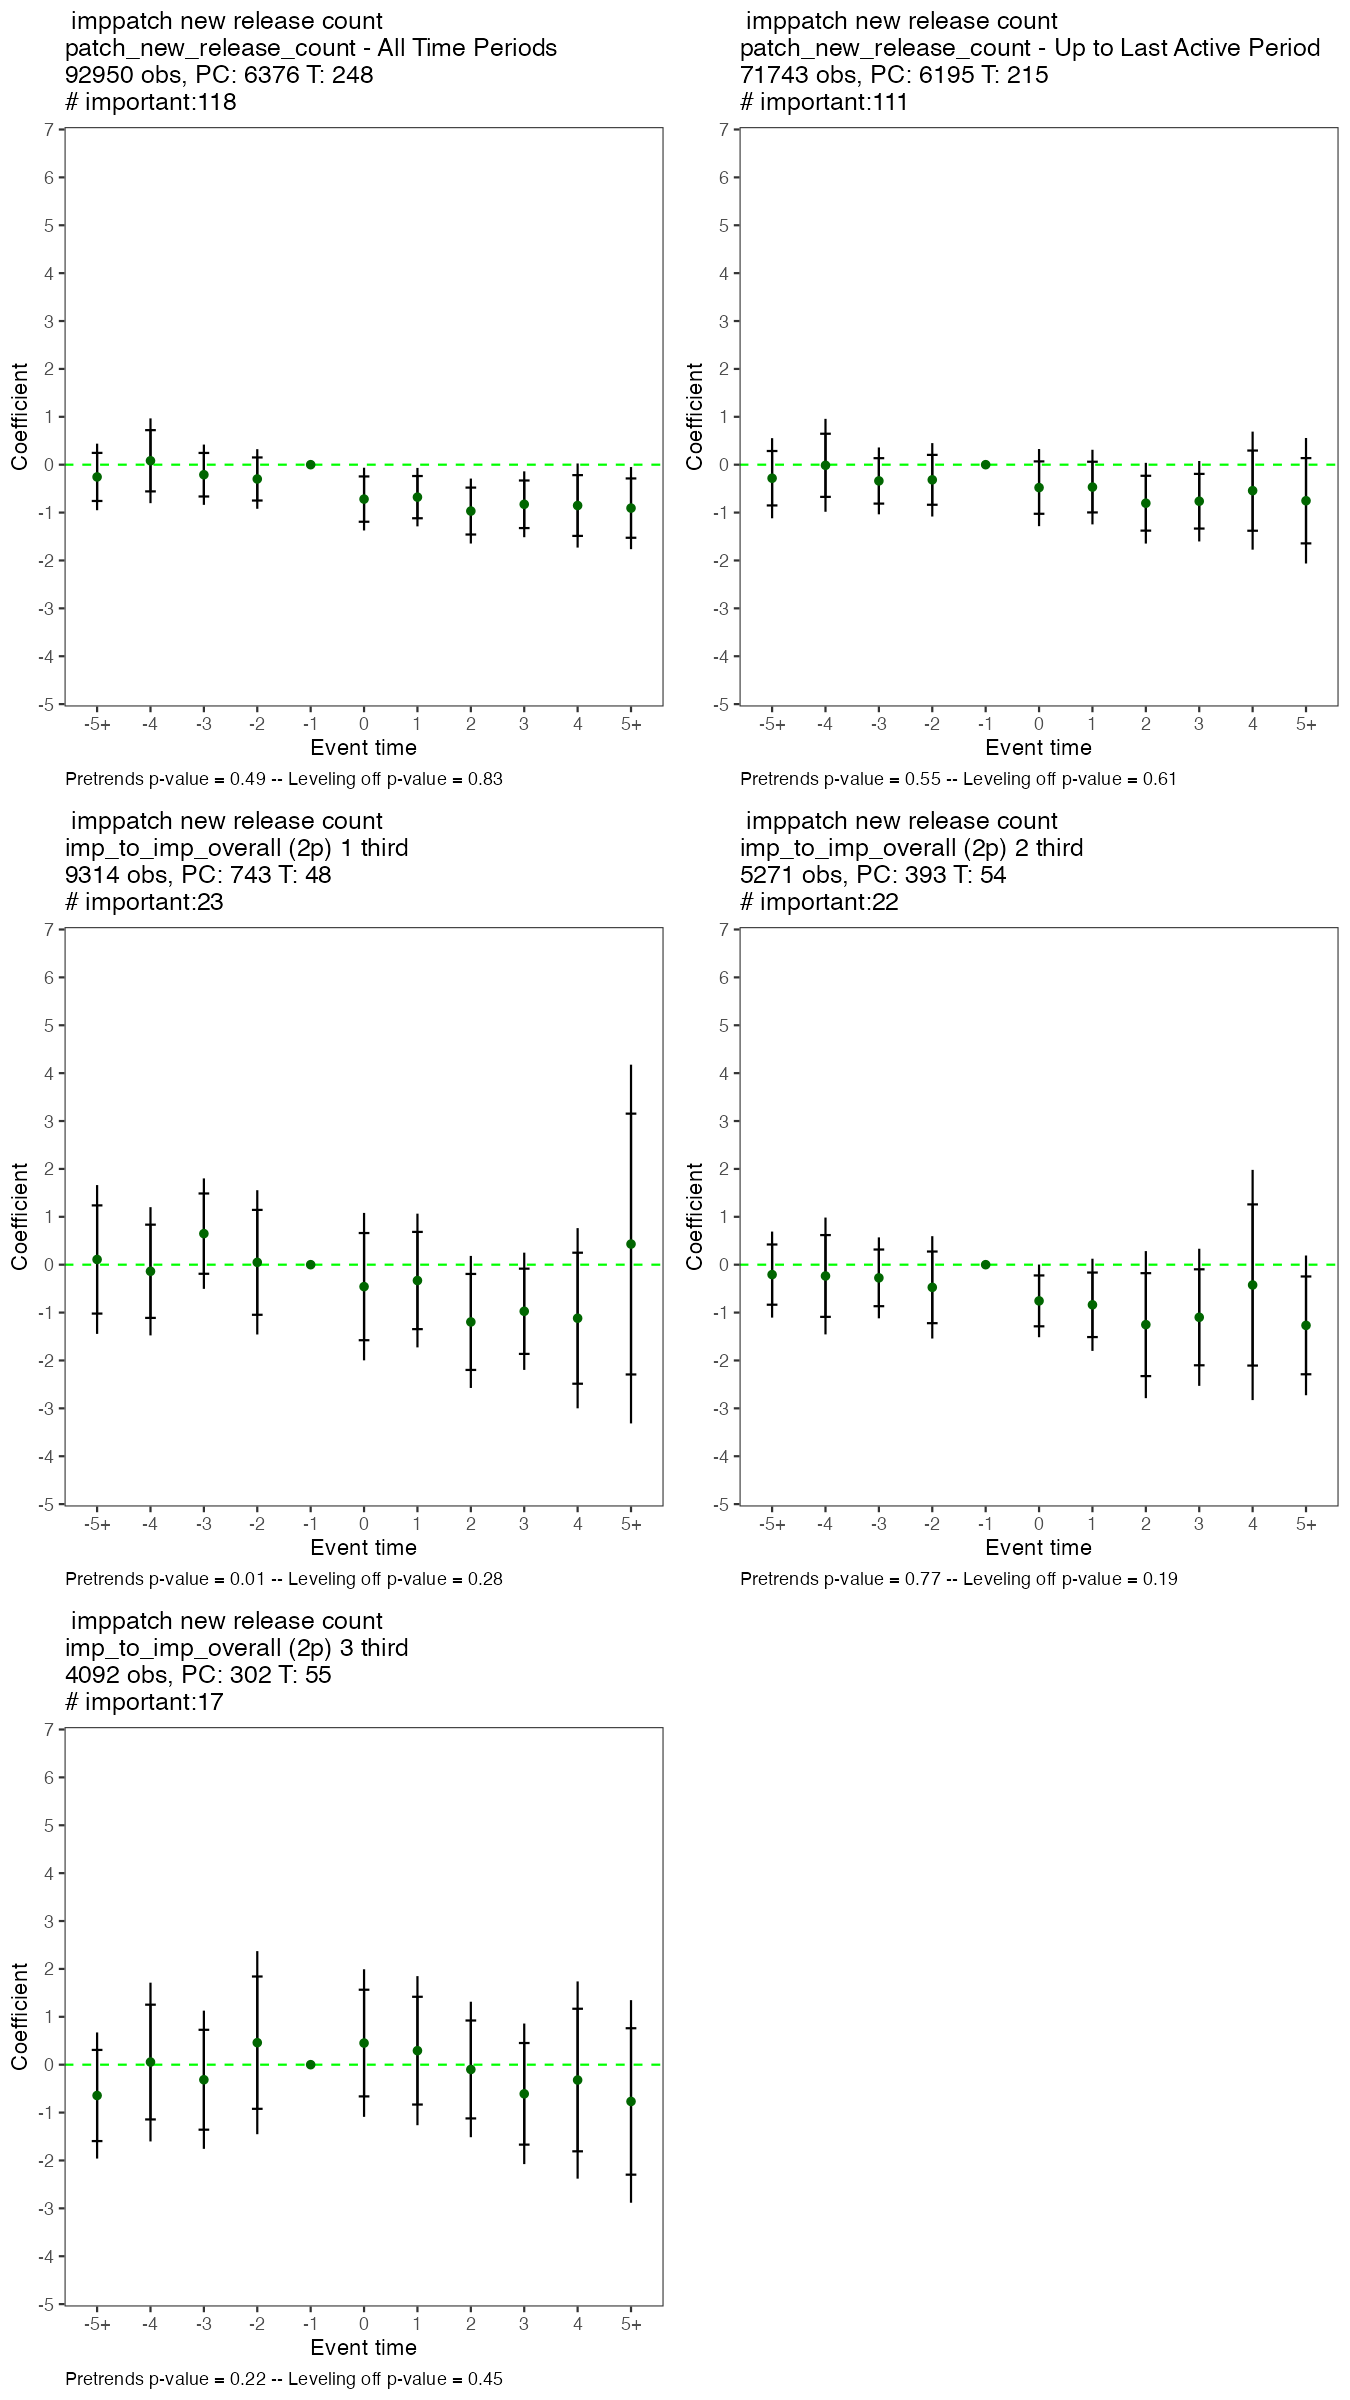 imppatch new release count
patch_new_release_count - All Time Periods
92950 obs, PC: 6376 T: 248
# important:118
7
6
5
4
3
2
1
0
-1
-2
-3
-4
-5
Coefficient
-5+ -4 -3 -2 -1 0 1 2 3 4 5+
Event time
Pretrends p-value = 0.49 -- Leveling off p-value = 0.83
imppatch new release count
patch_new_release_count - Up to Last Active Period
71743 obs, PC: 6195 T: 215
# important:111
7
6
5
4
3
2
1
0
-1
-2
-3
-4
-5
Coefficient
-5+ -4 -3 -2 -1 0 1 2 3 4 5+
Event time
Pretrends p-value = 0.55 -- Leveling off p-value = 0.61
imppatch new release count
imp_to_imp_overall (2p) 1 third
9314 obs, PC: 743 T: 48
# important:23
7
6
5
4
3
2
1
0
-1
-2
-3
-4
-5
Coefficient
-5+ -4 -3 -2 -1 0 1 2 3 4 5+
Event time
Pretrends p-value = 0.01 -- Leveling off p-value = 0.28
imppatch new release count
imp_to_imp_overall (2p) 2 third
5271 obs, PC: 393 T: 54
# important:22
7
6
5
4
3
2
1
0
-1
-2
-3
-4
-5
Coefficient
-5+ -4 -3 -2 -1 0 1 2 3 4 5+
Event time
Pretrends p-value = 0.77 -- Leveling off p-value = 0.19
imppatch new release count
imp_to_imp_overall (2p) 3 third
4092 obs, PC: 302 T: 55
# important:17
7
6
5
4
3
2
1
0
-1
-2
-3
-4
-5
Coefficient
-5+ -4 -3 -2 -1 0 1 2 3 4 5+
Event time
Pretrends p-value = 0.22 -- Leveling off p-value = 0.45